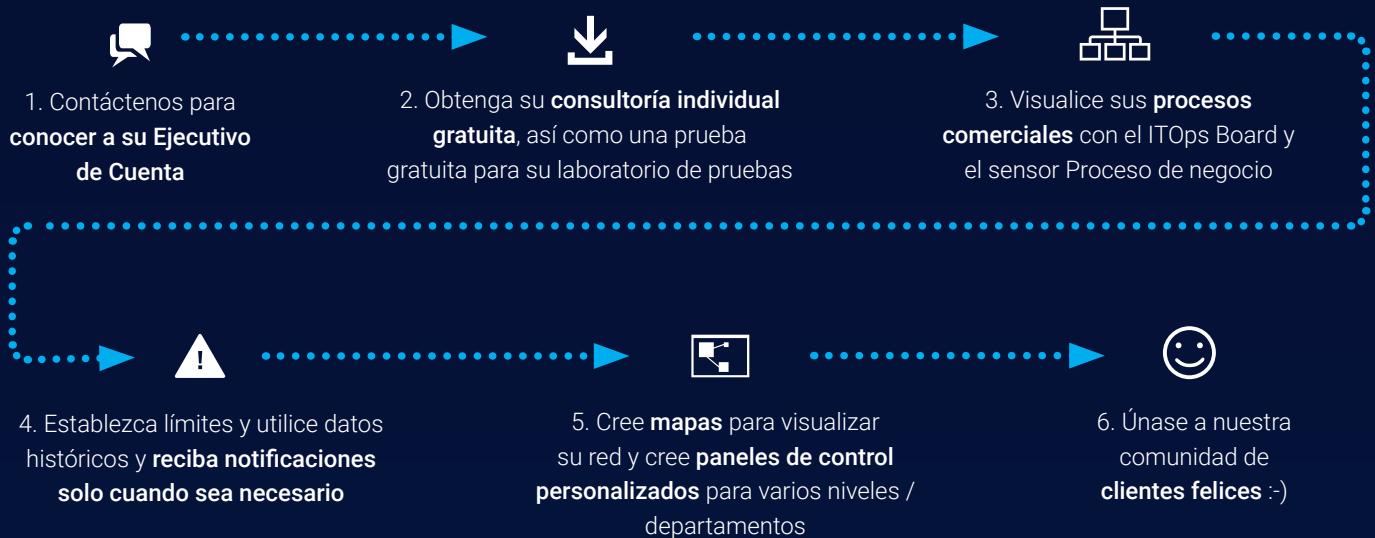 1. Contáctenos para
conocer a su Ejecutivo
de Cuenta
2. Obtenga su consultoría individual
gratuita, así como una prueba
gratuita para su laboratorio de pruebas
3. Visualice sus procesos
comerciales con el ITOps Board y
el sensor Proceso de negocio
4. Establezca límites y utilice datos
históricos y reciba notificaciones
solo cuando sea necesario
5. Cree mapas para visualizar
su red y cree paneles de control
personalizados para varios niveles /
departamentos
6. Únase a nuestra
comunidad de
clientes felices :-)